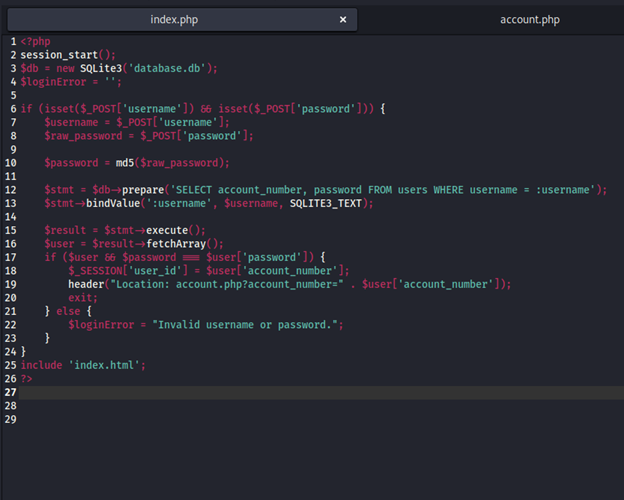 index.php × account.php
1 <?php
2 session_start();
3 $db = new SQLite3('database.db');
4 $loginError = '';
5
6 if (isset($_POST['username']) && isset($_POST['password'])) {
7     $username = $_POST['username'];
8     $raw_password = $_POST['password'];
9
10     $password = md5($raw_password);
11
12     $stmt = $db->prepare('SELECT account_number, password FROM users WHERE username = :username');
13     $stmt->bindValue(':username', $username, SQLITE3_TEXT);
14
15     $result = $stmt->execute();
16     $user = $result->fetchArray();
17     if ($user && $password === $user['password']) {
18         $_SESSION['user_id'] = $user['account_number'];
19         header("Location: account.php?account_number=" . $user['account_number']);
20         exit;
21     } else {
22         $loginError = "Invalid username or password.";
23     }
24 }
25 include 'index.html';
26 ?>
27
28
29